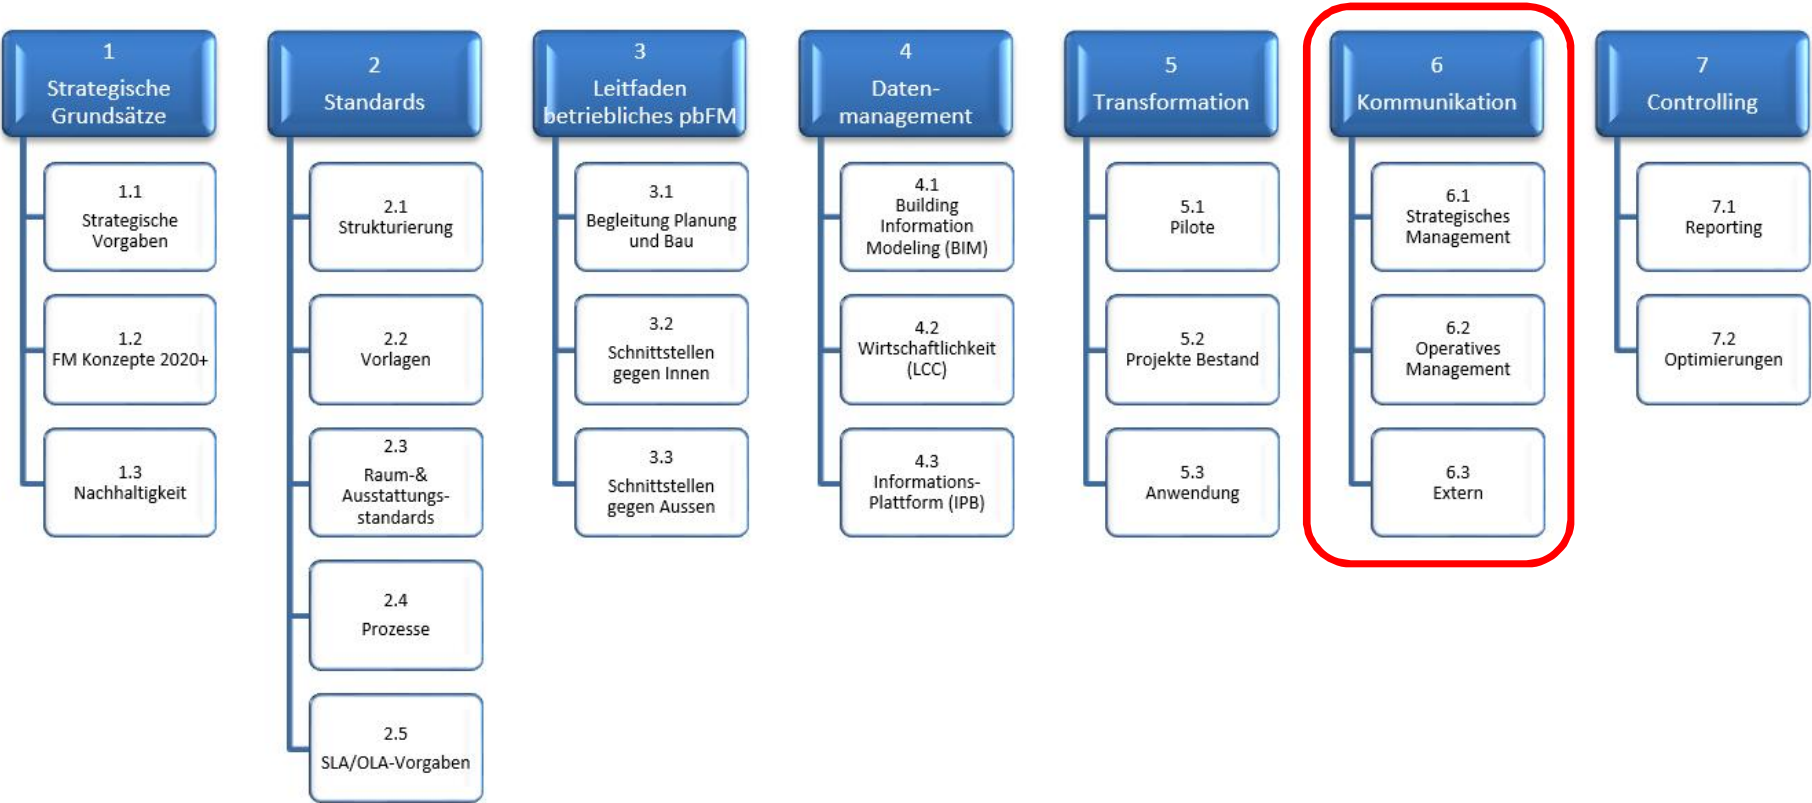 1
Strategische
Grundsätze
1.1
Strategische
Vorgaben
1.2
FM Konzepte 2020+
1.3
Nachhaltigkeit
2
Standards
2.1
Strukturierung
2.2
Vorlagen
2.3
Raum-&
Ausstattungs-
standards
2.4
Prozesse
2.5
SLA/OLA-Vorgaben
3
Leitfaden
betriebliches pbFM
3.1
Begleitung Planung
und Bau
3.2
Schnittstellen
gegen Innen
3.3
Schnittstellen
gegen Aussen
4
Daten-
management
4.1
Building
Information
Modeling (BIM)
4.2
Wirtschaftlichkeit
(LCC)
4.3
Informations-
Plattform (IPB)
5
Transformation
5.1
Pilote
5.2
Projekte Bestand
5.3
Anwendung
6
Kommunikation
6.1
Strategisches
Management
6.2
Operatives
Management
6.3
Extern
7
Controlling
7.1
Reporting
7.2
Optimierungen